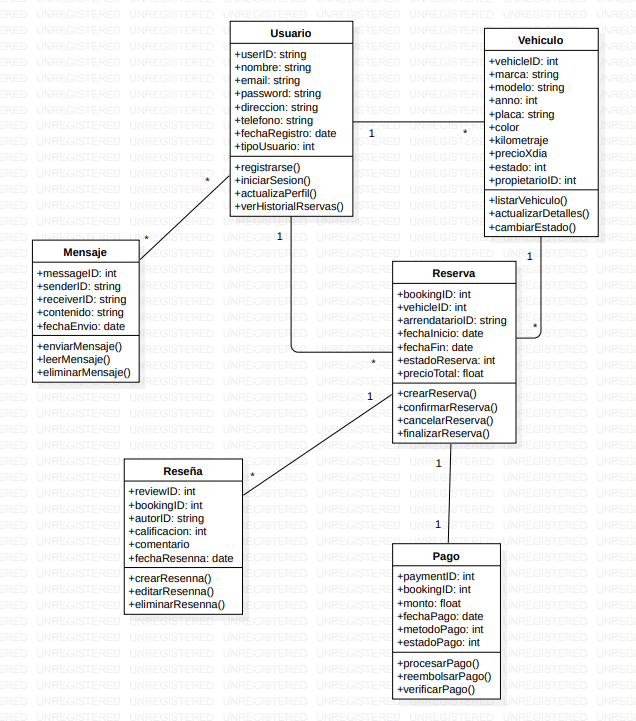 Usuario
+userID: string
+nombre: string
+email: string
+password: string
+direccion: string
+telefono: string
+fechaRegistro: date
+tipoUsuario: int
+registrarse()
+iniciarSesion()
+actualizaPerfil()
+verHistorialRservas()
Vehiculo
+vehicleID: int
+marca: string
+modelo: string
+anno: int
+placa: string
+color
+kilometraje
+precioXdia
+estado: int
+propietarioID: int
+listarVehiculo()
+actualizarDetalles()
+cambiarEstado()
1
*
*
*
1
*
1
*
Mensaje
+messageID: int
+senderID: string
+receiverID: string
+contenido: string
+fechaEnvio: date
+enviarMensaje()
+leerMensaje()
+eliminarMensaje()
Reserva
+bookingID: int
+vehicleID: int
+arrendatarioID: string
+fechaInicio: date
+fechaFin: date
+estadoReserva: int
+precioTotal: float
+crearReserva()
+confirmarReserva()
+cancelarReserva()
+finalizarReserva()
1
*
1
1
Reseña
+reviewID: int
+bookingID: int
+autorID: string
+calificacion: int
+comentario
+fechaResenna: date
+crearResenna()
+editarResenna()
+eliminarResenna()
Pago
+paymentID: int
+bookingID: int
+monto: float
+fechaPago: date
+metodoPago: int
+estadoPago: int
+procesarPago()
+reembolsarPago()
+verificarPago()
UNREGISTERED